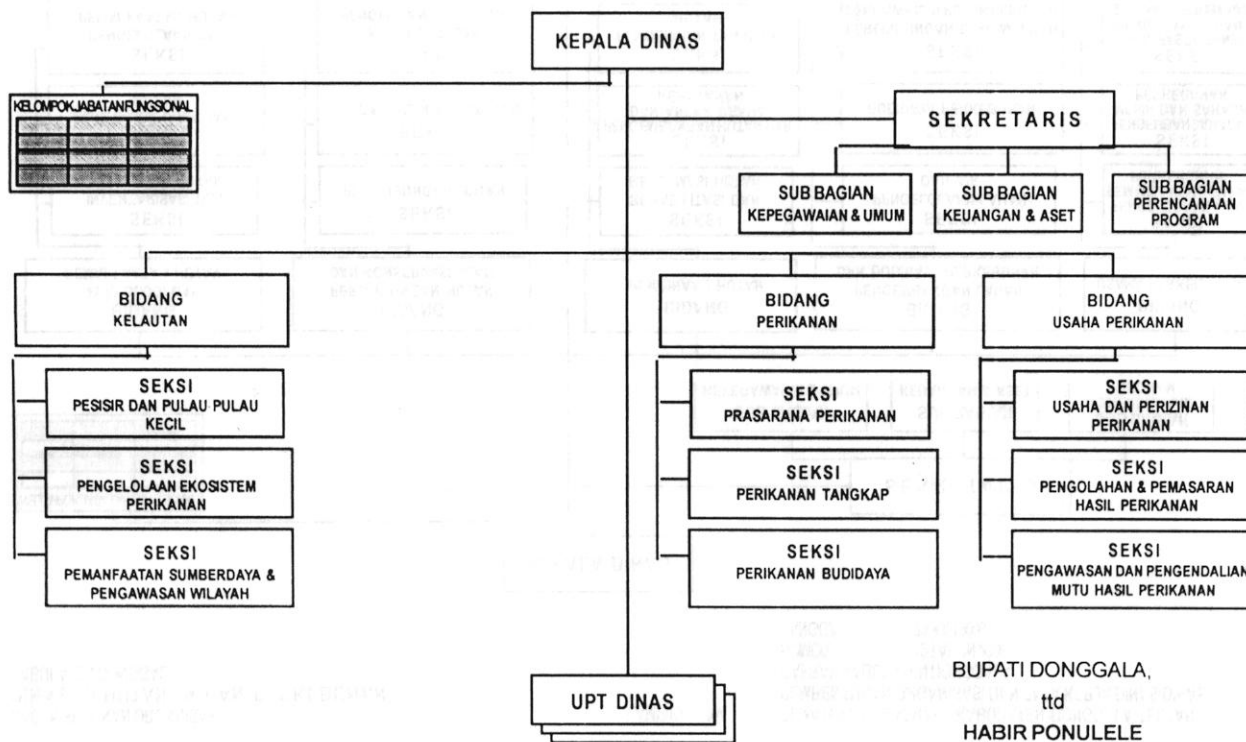 KEPALA DINAS
KELOMPOK JABATAN FUNGSIONAL
SEKRETARIS
SUB BAGIAN
KEPEGAWAIAN & UMUM
SUB BAGIAN
KEUANGAN & ASET
SUB BAGIAN
PERENCANAAN
PROGRAM
BIDANG
KELAUTAN
BIDANG
PERIKANAN
BIDANG
USAHA PERIKANAN
SEKSI
PESISIR DAN PULAU PULAU
KECIL
SEKSI
PENGELOLAAN EKOSISTEM
PERIKANAN
SEKSI
PEMANFAATAN SUMBERDAYA &
PENGAWASAN WILAYAH
SEKSI
PRASARANA PERIKANAN
SEKSI
PERIKANAN TANGKAP
SEKSI
PERIKANAN BUDIDAYA
SEKSI
USAHA DAN PERIZINAN
PERIKANAN
SEKSI
PENGOLAHAN & PEMASARAN
HASIL PERIKANAN
SEKSI
PENGAWASAN DAN PENGENDALIAN
MUTU HASIL PERIKANAN
UPT DINAS
BUPATI DONGGALA,
ttd
HABIR PONULELE